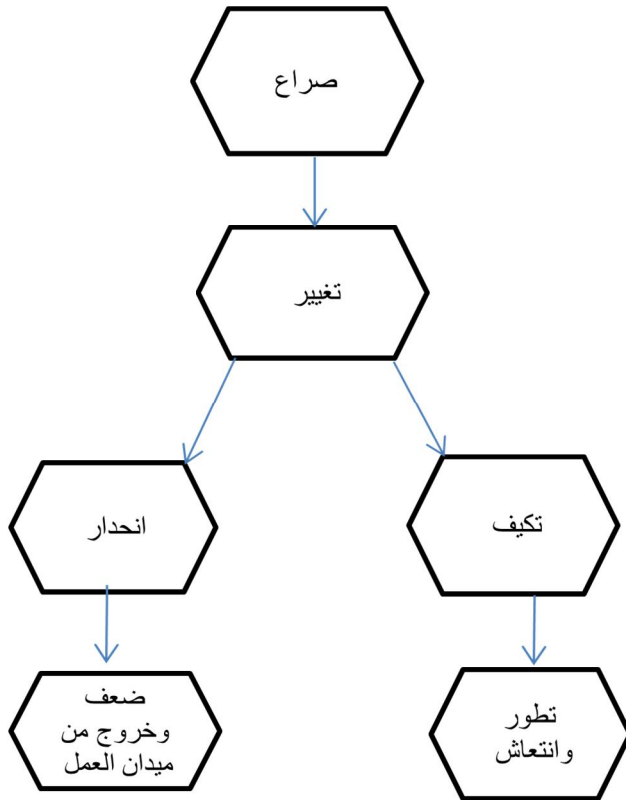 صراع
تغيير
تكيف
انحدار
تطور
وانتعاش
ضعف
وخروج من
ميدان العمل